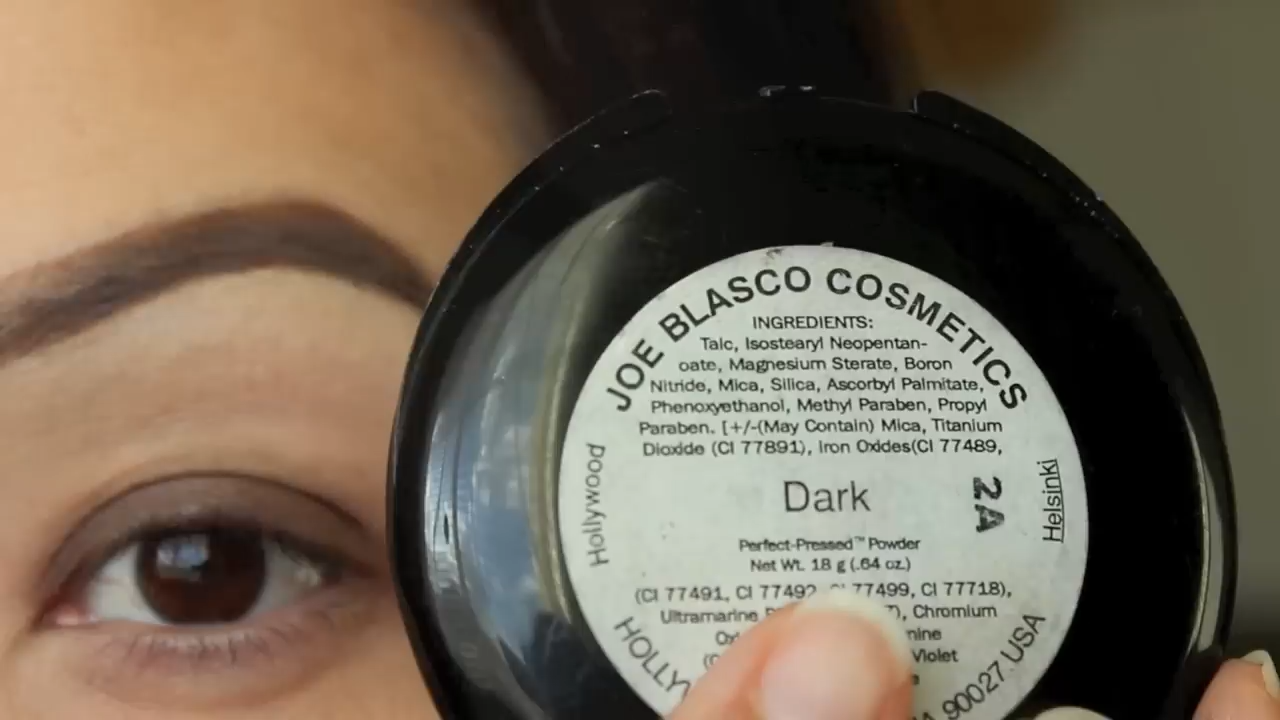 JOE BLASCO COSMETICS
INGREDIENTS:
Talc, Isostearyl Neopentan-
oate, Magnesium Sterate, Boron
Nitride, Mica, Silica, Ascorbyl Palmitate,
Phenoxyethanol, Methyl Paraben, Propyl
Paraben. [+/-(May Contain) Mica, Titanium
Dioxide (CI 77891), Iron Oxides(CI 77489,
Hollywood
Dark
2A
Helsinki
Perfect-Pressed™ Powder
Net Wt. 18 g (.64 oz.)
(CI 77491, CI 77492, 77499, CI 77718),
Ultramarine Chromium
Violet
90027 USA